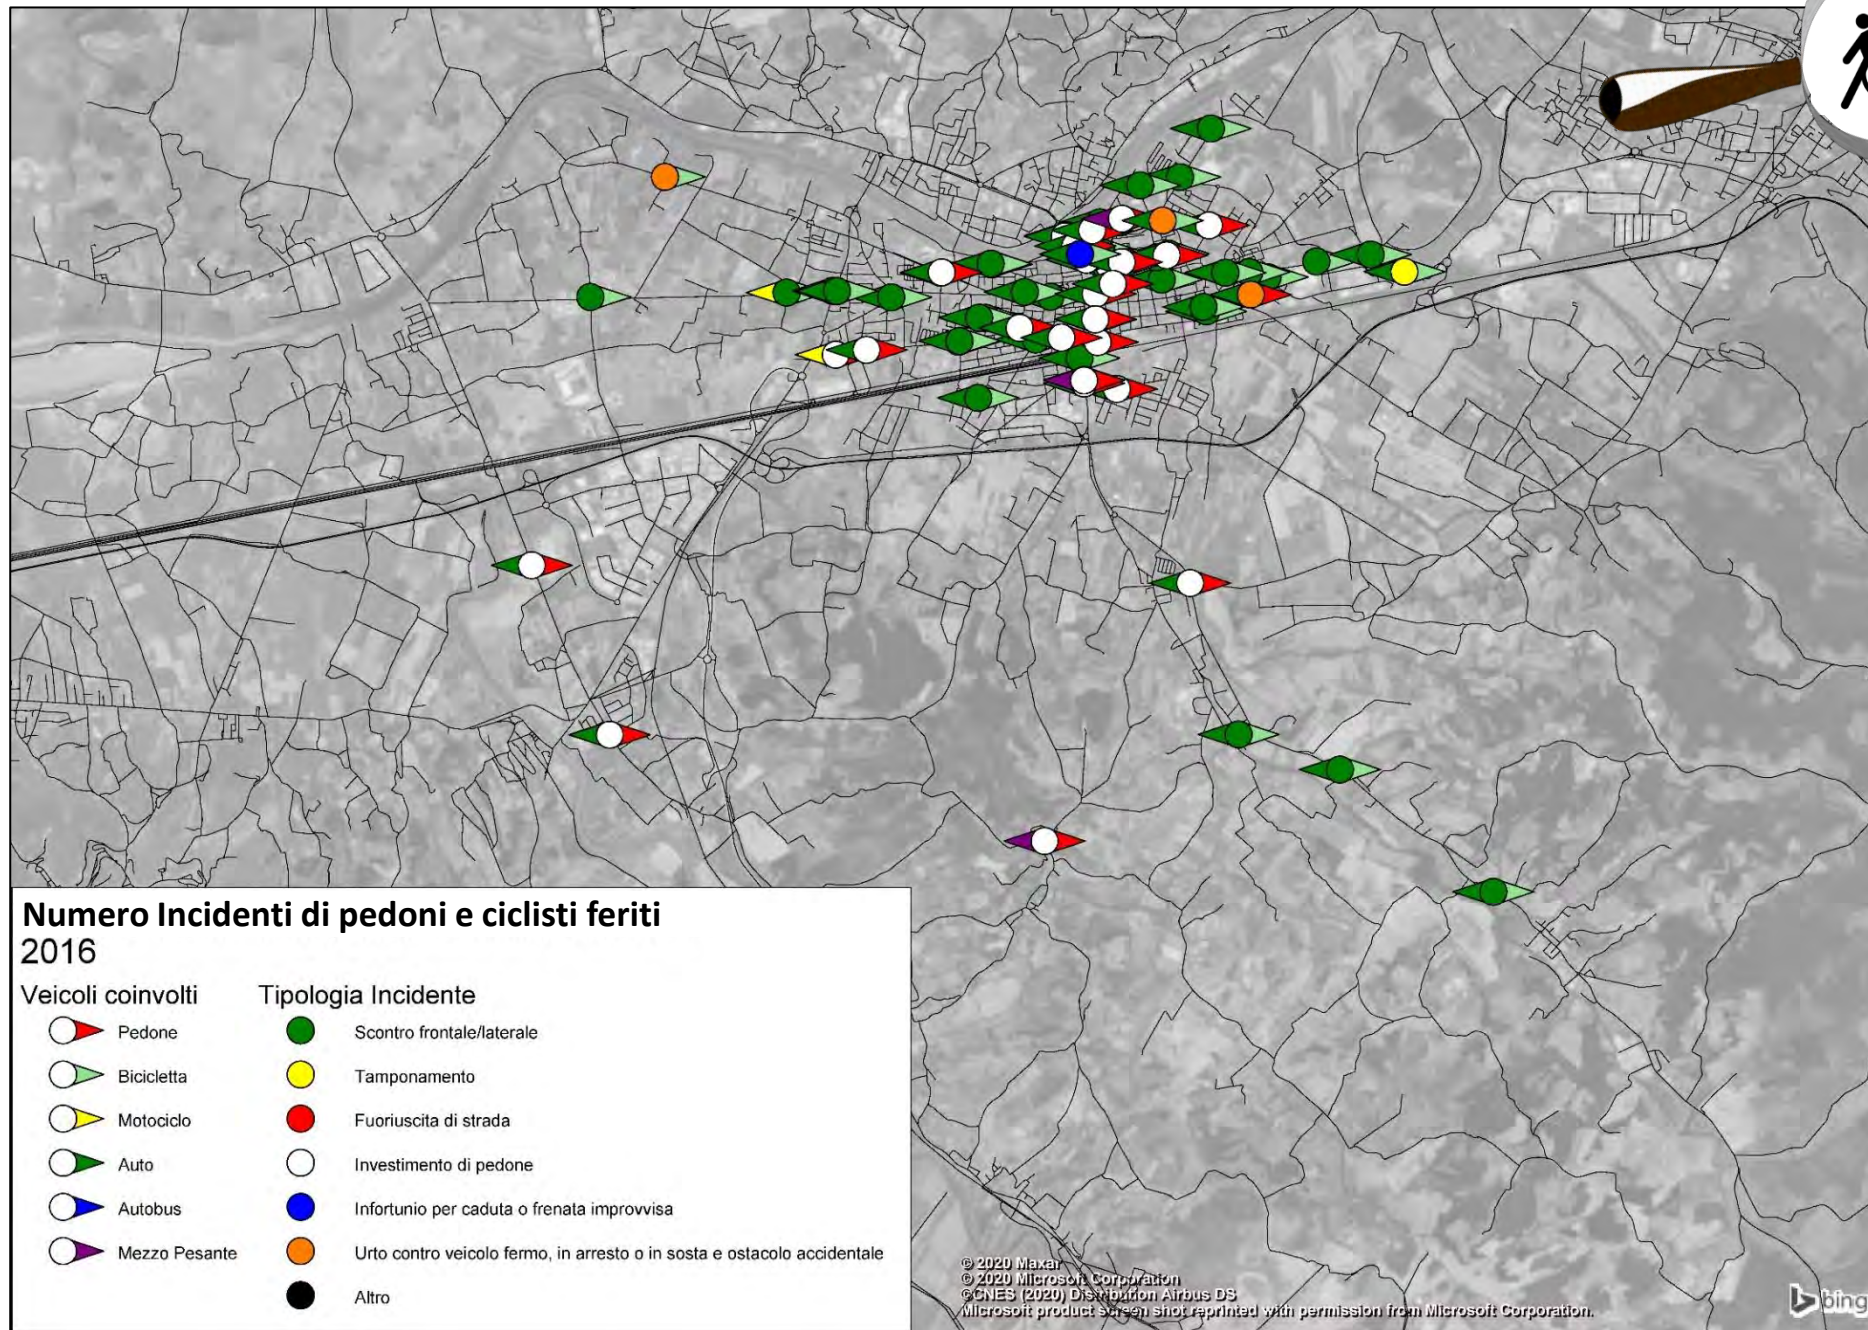 Numero Incidenti di pedoni e ciclisti feriti
2016
Veicoli coinvolti
Pedone
Bicicletta
Motociclo
Auto
Autobus
Mezzo Pesante
Tipologia Incidente
Scontro frontale/laterale
Tamponamento
Fuoriuscita di strada
Investimento di pedone
Infortunio per caduta o frenata improvvisa
Urto contro veicolo fermo, in arresto o in sosta e ostacolo accidentale
Altro
© 2020 Maxar
© 2020 Microsoft Corporation
©CNES (2020) Distribution Airbus DS
Microsoft product screen shot reprinted with permission from Microsoft Corporation.
bing